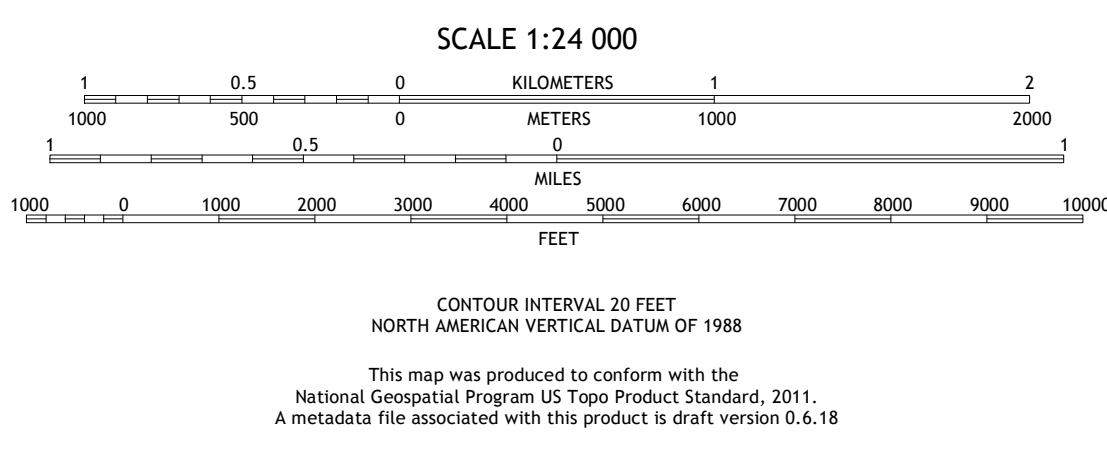 SCALE 1:24 000
1 0.5 0 KILOMETERS 1 2
1000 500 0 METERS 1000 2000
1 0.5 0 1
MILES
1000 0 1000 2000 3000 4000 5000 6000 7000 8000 9000 10000
FEET
CONTOUR INTERVAL 20 FEET
NORTH AMERICAN VERTICAL DATUM OF 1988
This map was produced to conform with the
National Geospatial Program US Topo Product Standard, 2011.
A metadata file associated with this product is draft version 0.6.18